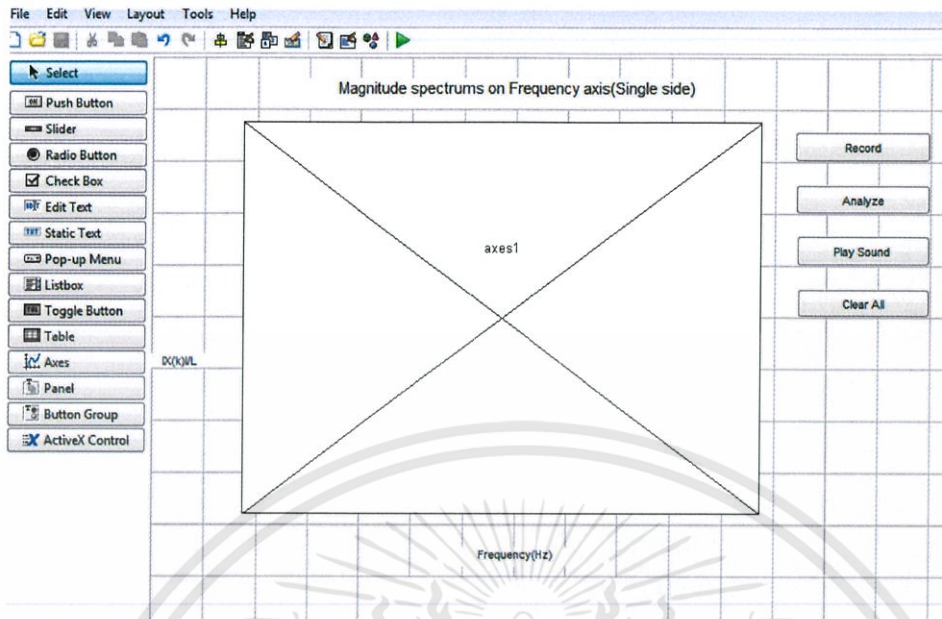 File Edit View Layout Tools Help
Select
Push Button
Slider
Radio Button
Check Box
Edit Text
Static Text
Pop-up Menu
Listbox
Toggle Button
Table
Axes
Panel
Button Group
ActiveX Control
Magnitude spectrums on Frequency axis(Single side)
axes1
|X(k)|/L
Frequency(Hz)
Record
Analyze
Play Sound
Clear All